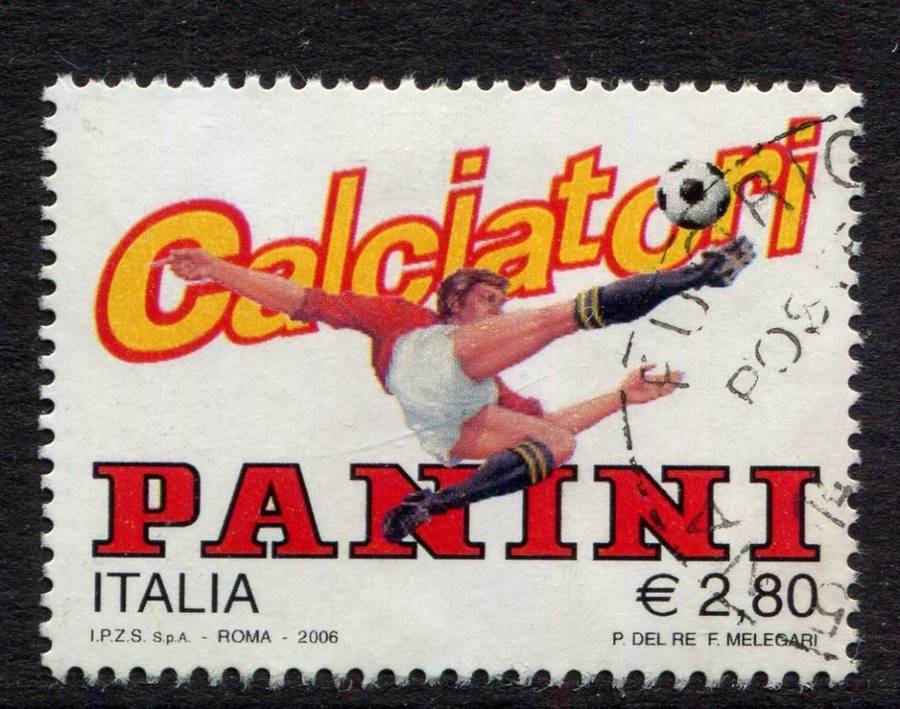 Calciatori
PANINI
ITALIA
€ 2,80
I.P.Z.S. S.p.A. - ROMA - 2006
P. DEL RE F. MELEGARI